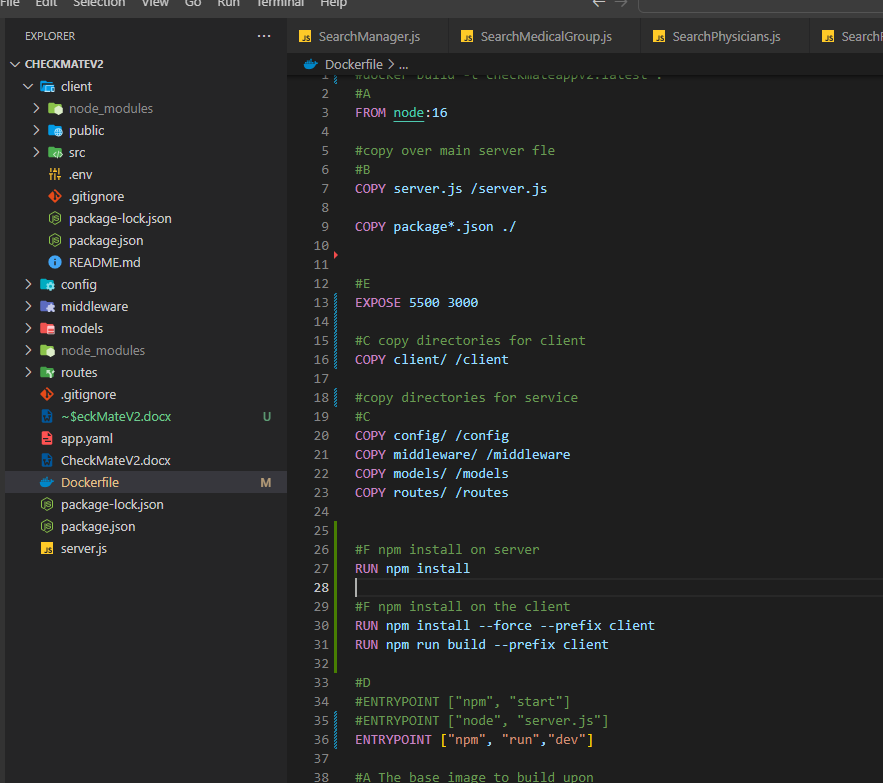 File Edit Selection View Go Run Terminal Help
EXPLORER
CHECKMATEV2
client
node_modules
public
src
.env
.gitignore
package-lock.json
package.json
README.md
config
middleware
models
node_modules
routes
.gitignore
~$eckMateV2.docx U
app.yaml
CheckMateV2.docx
Dockerfile M
package-lock.json
package.json
server.js
SearchManager.js
SearchMedicalGroup.js
SearchPhysicians.js
Dockerfile > ...
1 #docker build -t checkmateappv2:latest .
2 #A
3 FROM node:16
4
5 #copy over main server fle
6 #B
7 COPY server.js /server.js
8
9 COPY package*.json ./
10
11
12 #E
13 EXPOSE 5500 3000
14
15 #C copy directories for client
16 COPY client/ /client
17
18 #copy directories for service
19 #C
20 COPY config/ /config
21 COPY middleware/ /middleware
22 COPY models/ /models
23 COPY routes/ /routes
24
25
26 #F npm install on server
27 RUN npm install
28
29 #F npm install on the client
30 RUN npm install --force --prefix client
31 RUN npm run build --prefix client
32
33 #D
34 #ENTRYPOINT ["npm", "start"]
35 #ENTRYPOINT ["node", "server.js"]
36 ENTRYPOINT ["npm", "run","dev"]
37
38 #A The base image to build upon